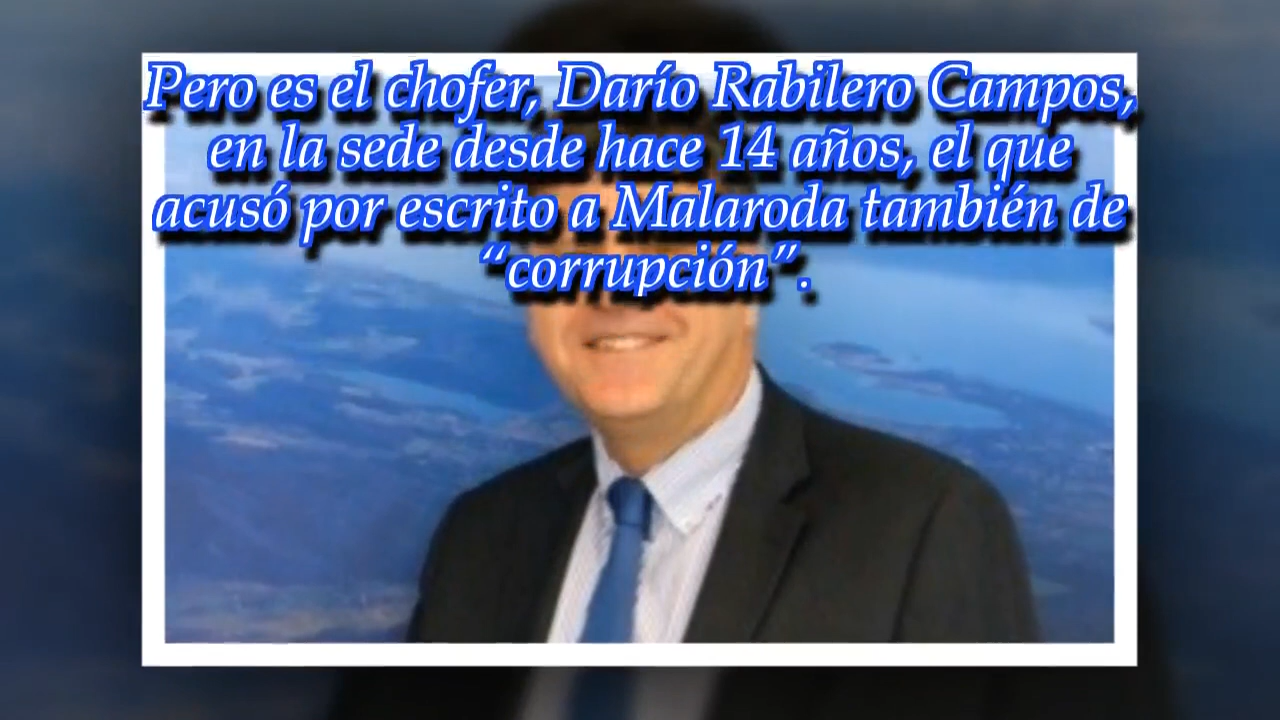 Pero es el chofer, Darío Rabilero Campos,
en la sede desde hace 14 años, el que
acusó por escrito a Malaroda también de
“corrupción”.